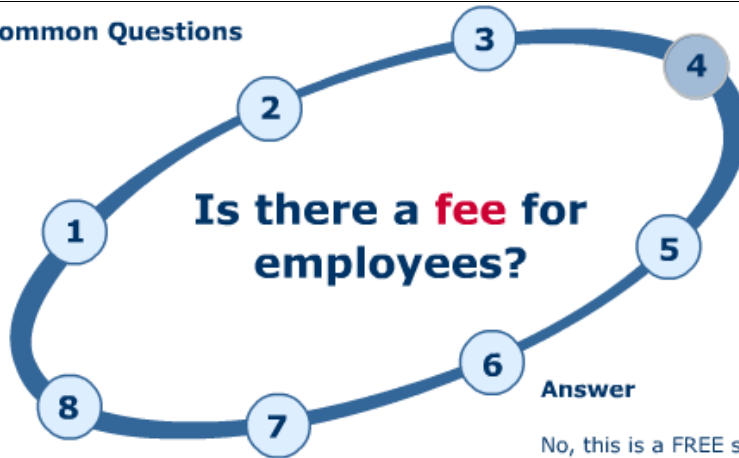 ommon Questions
3
4
2
Is there a fee for
1
employees?
5
6
Answer
8
7
No, this is a FREE s